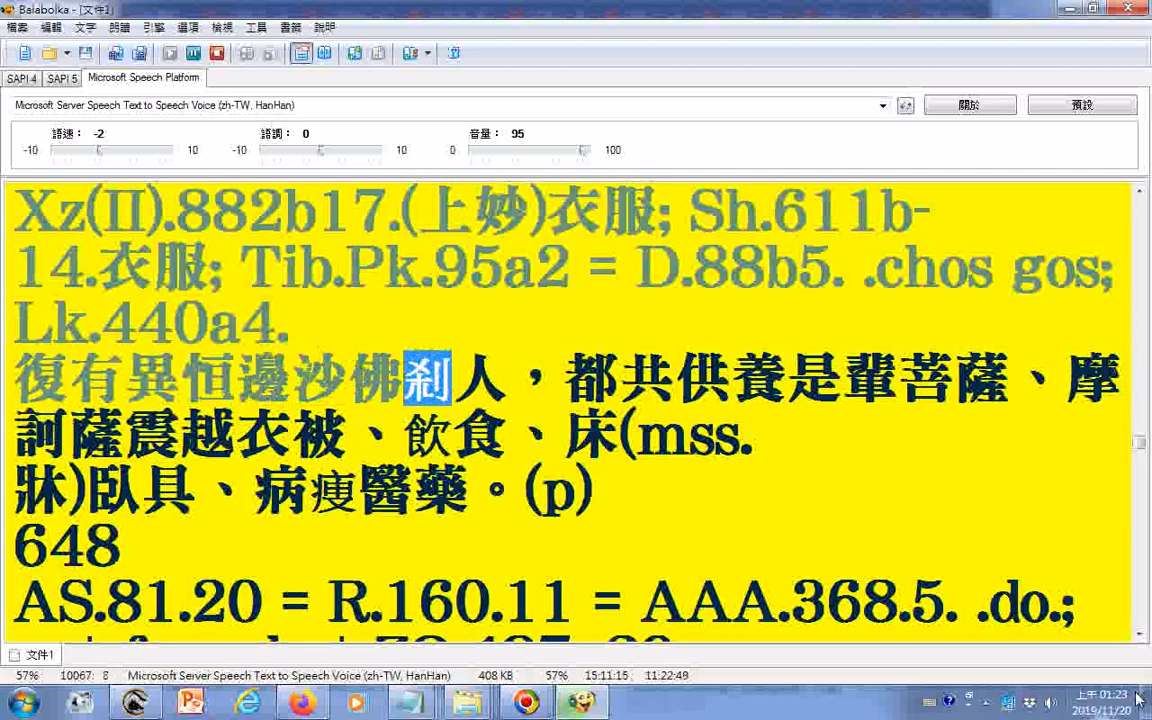 Balabolka - [文件1]
檔案 編輯 文字 朗讀 引擎 選項 檢視 工具 書籤 說明
SAPI 4 SAPI 5 Microsoft Speech Platform
Microsoft Server Speech Text to Speech Voice (zh-TW, HanHan) 關於 預設
語速: -2 語調: 0 音量: 95
-10 10 -10 10 0 100
Xz(II).882b17.(上妙)衣服; Sh.611b-
14.衣服; Tib.Pk.95a2 = D.88b5. .chos gos;
Lk.440a4.
復有異恒邊沙佛剎人，都共供養是輩菩薩、摩
訶薩震越衣被、飲食、床(mss.
牀)臥具、病瘦醫藥。(p)
648
AS.81.20 = R.160.11 = AAA.368.5. .do.;
文件1
57% 10067: 8 Microsoft Server Speech Text to Speech Voice (zh-TW, HanHan) 408 KB 57% 15:11:15 11:22:49
上午 01:23
2019/11/20